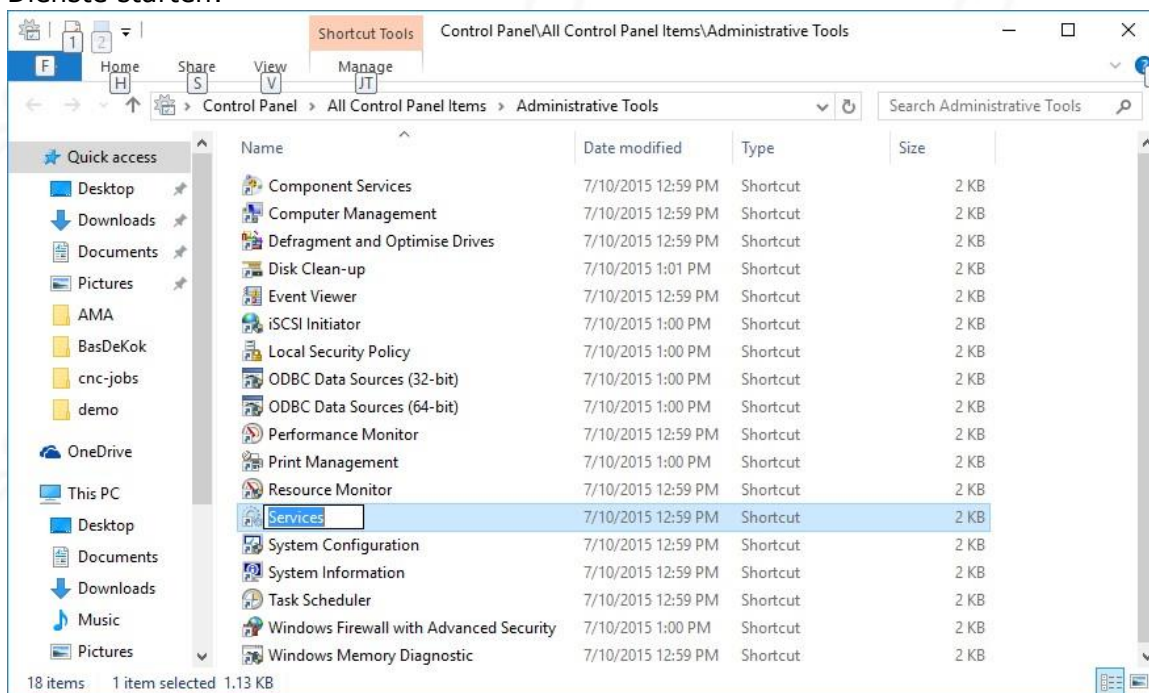 Dienste starten.
Shortcut Tools Control Panel\All Control Panel Items\Administrative Tools
1 2
F Home Share View Manage
H S V JT
Control Panel > All Control Panel Items > Administrative Tools Search Administrative Tools
Name Date modified Type Size
Quick access
Desktop
Downloads
Documents
Pictures
AMA
BasDeKok
cnc-jobs
demo
OneDrive
This PC
Desktop
Documents
Downloads
Music
Pictures
Component Services 7/10/2015 12:59 PM Shortcut 2 KB
Computer Management 7/10/2015 12:59 PM Shortcut 2 KB
Defragment and Optimise Drives 7/10/2015 12:59 PM Shortcut 2 KB
Disk Clean-up 7/10/2015 1:01 PM Shortcut 2 KB
Event Viewer 7/10/2015 12:59 PM Shortcut 2 KB
iSCSI Initiator 7/10/2015 1:00 PM Shortcut 2 KB
Local Security Policy 7/10/2015 1:00 PM Shortcut 2 KB
ODBC Data Sources (32-bit) 7/10/2015 1:00 PM Shortcut 2 KB
ODBC Data Sources (64-bit) 7/10/2015 1:00 PM Shortcut 2 KB
Performance Monitor 7/10/2015 12:59 PM Shortcut 2 KB
Print Management 7/10/2015 1:00 PM Shortcut 2 KB
Resource Monitor 7/10/2015 12:59 PM Shortcut 2 KB
Services 7/10/2015 12:59 PM Shortcut 2 KB
System Configuration 7/10/2015 12:59 PM Shortcut 2 KB
System Information 7/10/2015 12:59 PM Shortcut 2 KB
Task Scheduler 7/10/2015 12:59 PM Shortcut 2 KB
Windows Firewall with Advanced Security 7/10/2015 1:00 PM Shortcut 2 KB
Windows Memory Diagnostic 7/10/2015 12:59 PM Shortcut 2 KB
18 items 1 item selected 1.13 KB